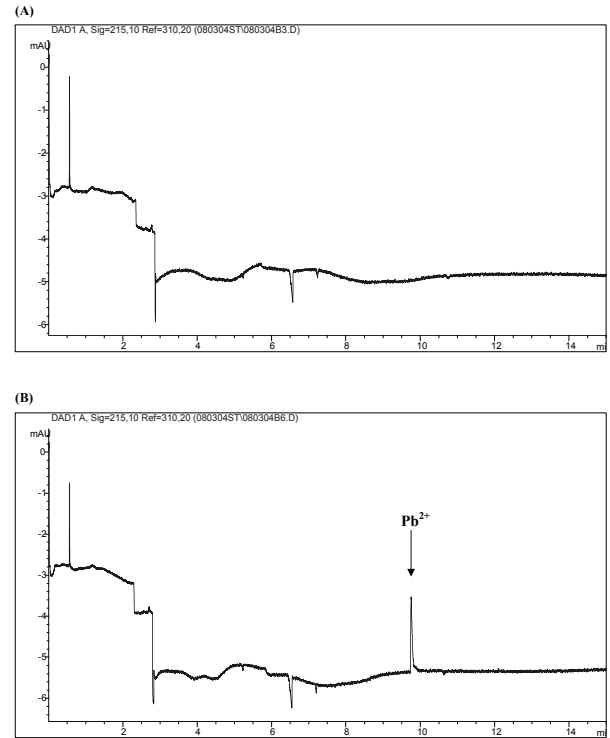 (A)
DAD1 A, Sig=215,10 Ref=310,20 (080304ST\080304B3.D)
mAU
0
-1
-2
-3
-4
-5
-6
2 4 6 8 10 12 14 mi
(B)
DAD1 A, Sig=215,10 Ref=310,20 (080304ST\080304B6.D)
mAU
0
-1
-2
-3
-4
-5
-6
Pb²⁺
2 4 6 8 10 12 14 mi